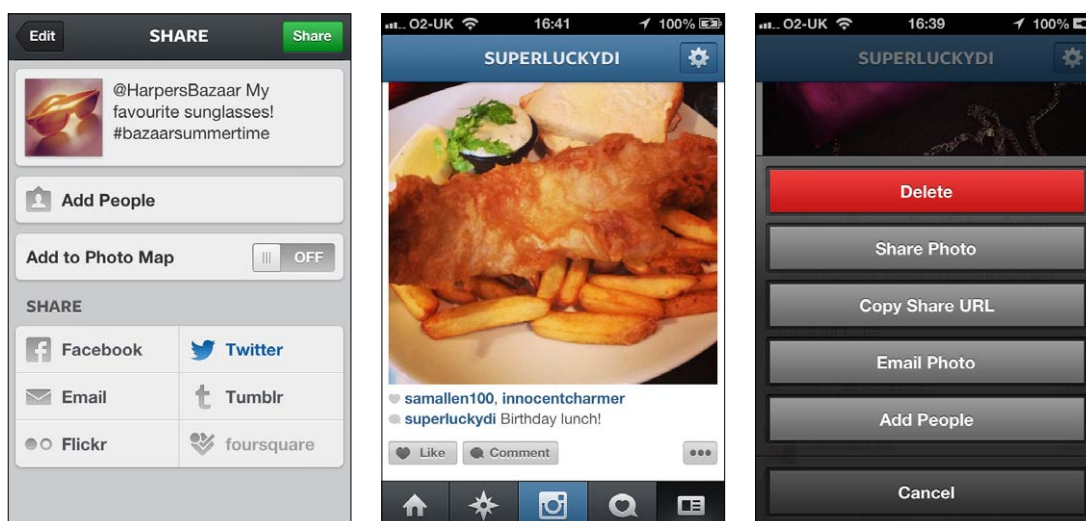 Edit
SHARE
Share
@HarpersBazaar My
favourite sunglasses!
#bazaarsummertime
Add People
Add to Photo Map
OFF
SHARE
Facebook
Twitter
Email
Tumblr
Flickr
foursquare
O2-UK 16:41 100%
SUPERLUCKYDI
samallen100, innocentcharmer
superluckydi Birthday lunch!
Like
Comment
O2-UK 16:39 100%
SUPERLUCKYDI
Delete
Share Photo
Copy Share URL
Email Photo
Add People
Cancel